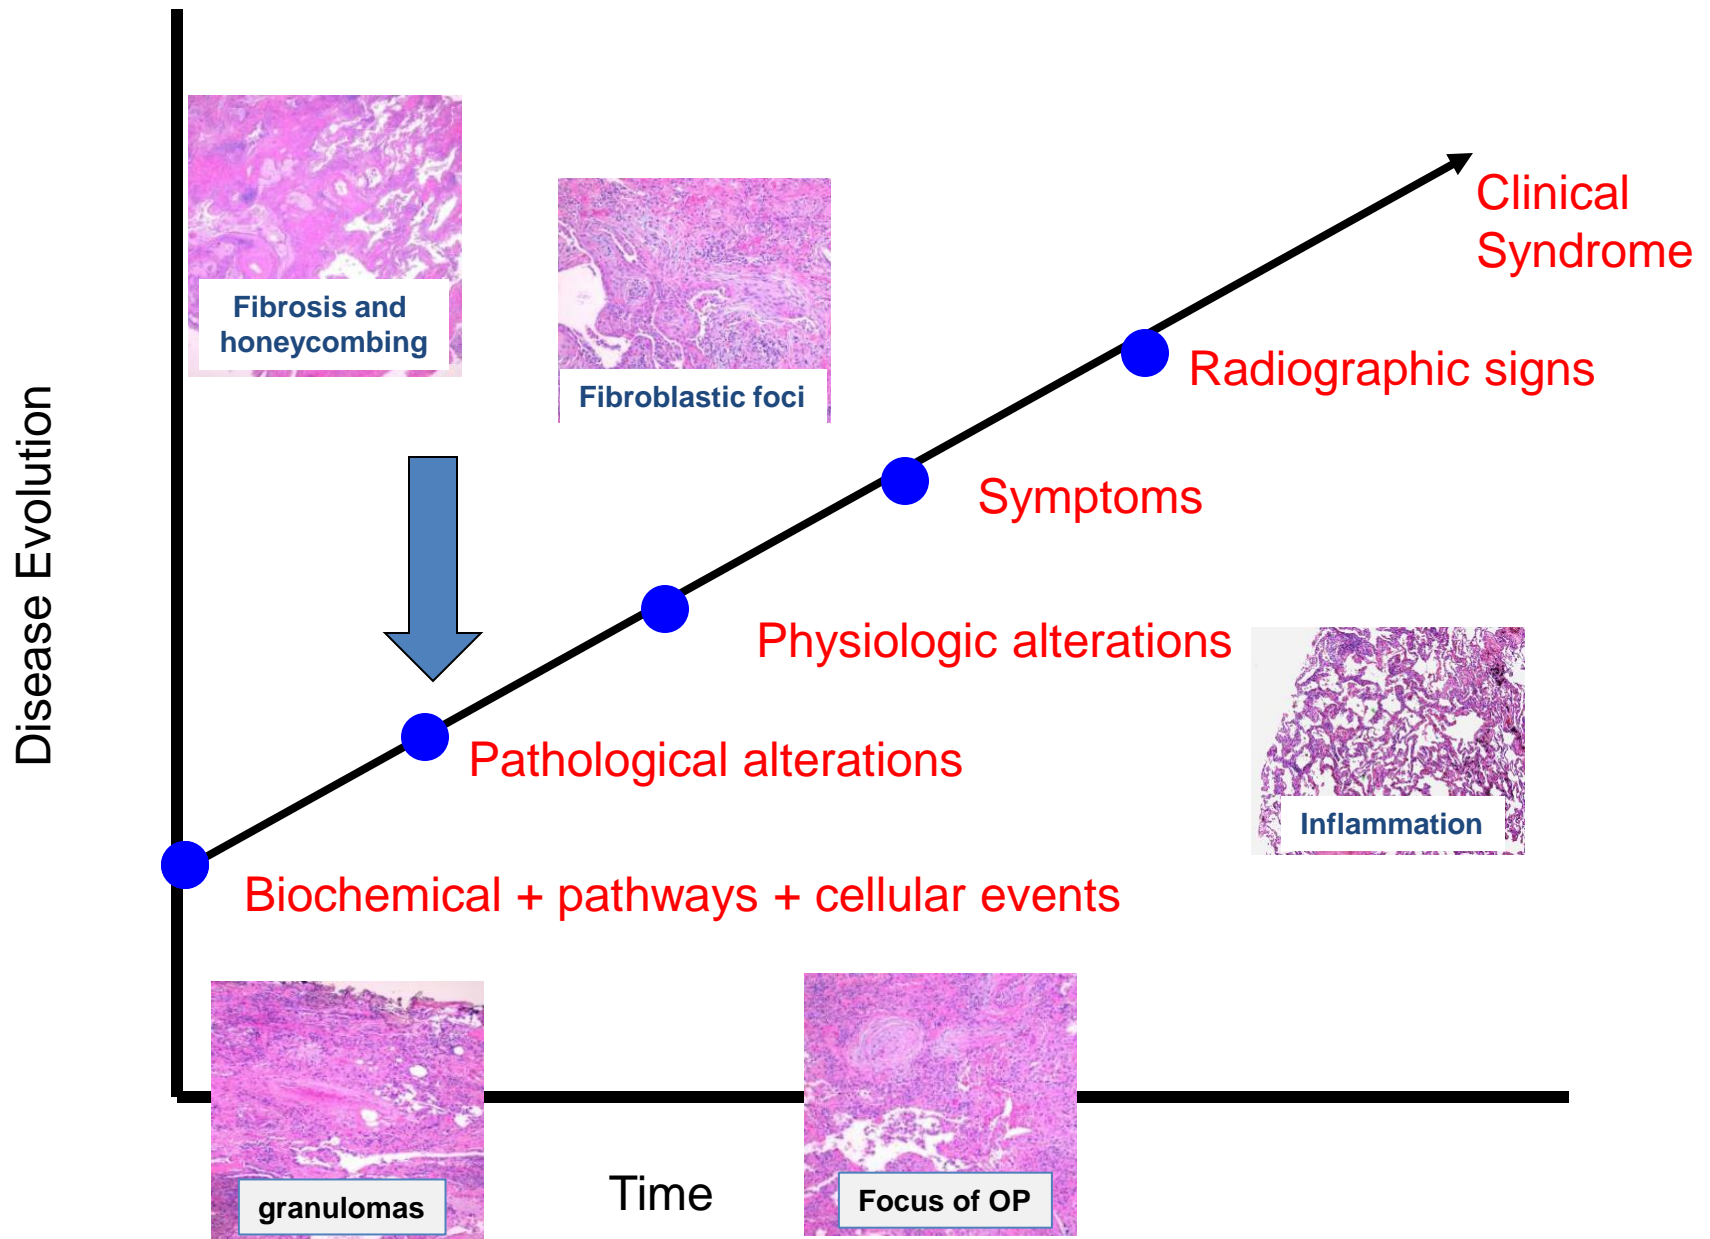 Clinical
Syndrome
Fibrosis and
honeycombing
Fibroblastic foci
Radiographic signs
Symptoms
Disease Evolution
Physiologic alterations
Pathological alterations
Inflammation
Biochemical + pathways + cellular events
granulomas
Time
Focus of OP